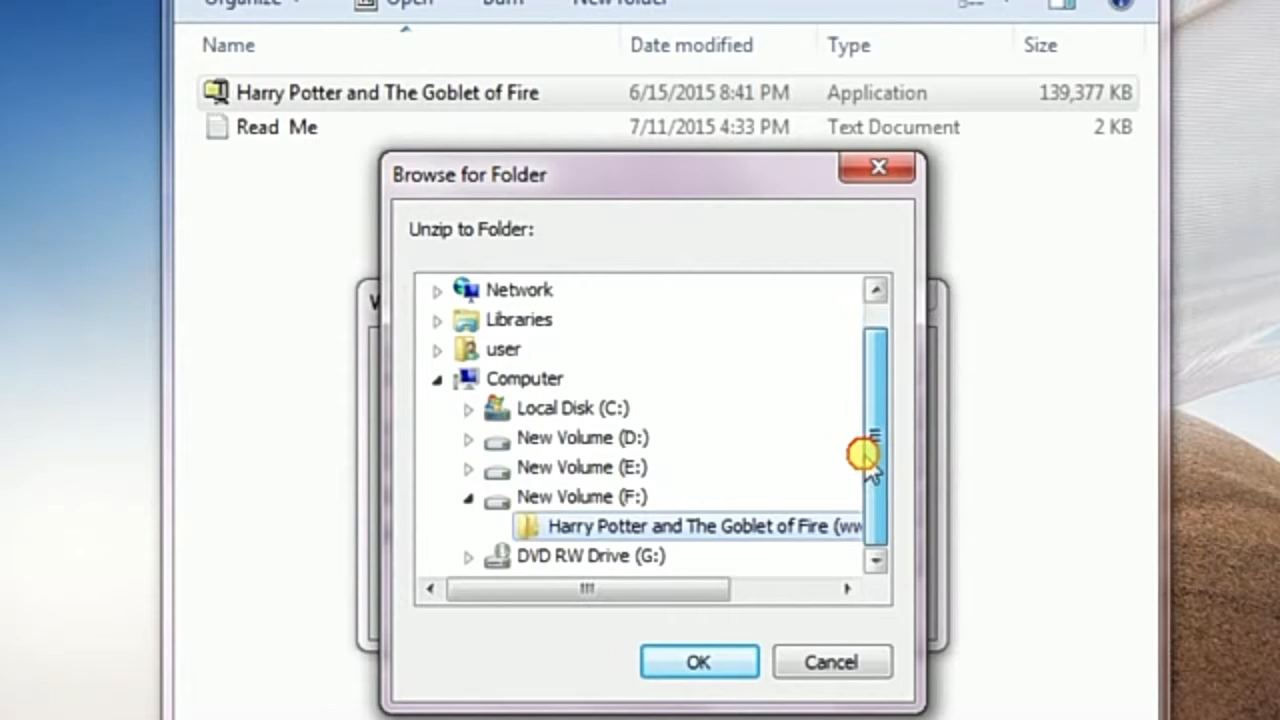 Organize Open Burn New folder
Name Date modified Type Size
Harry Potter and The Goblet of Fire 6/15/2015 8:41 PM Application 139,377 KB
Read Me 7/11/2015 4:33 PM Text Document 2 KB
Browse for Folder
Unzip to Folder:
Network
Libraries
user
Computer
Local Disk (C:)
New Volume (D:)
New Volume (E:)
New Volume (F:)
Harry Potter and The Goblet of Fire (ww
DVD RW Drive (G:)
OK Cancel